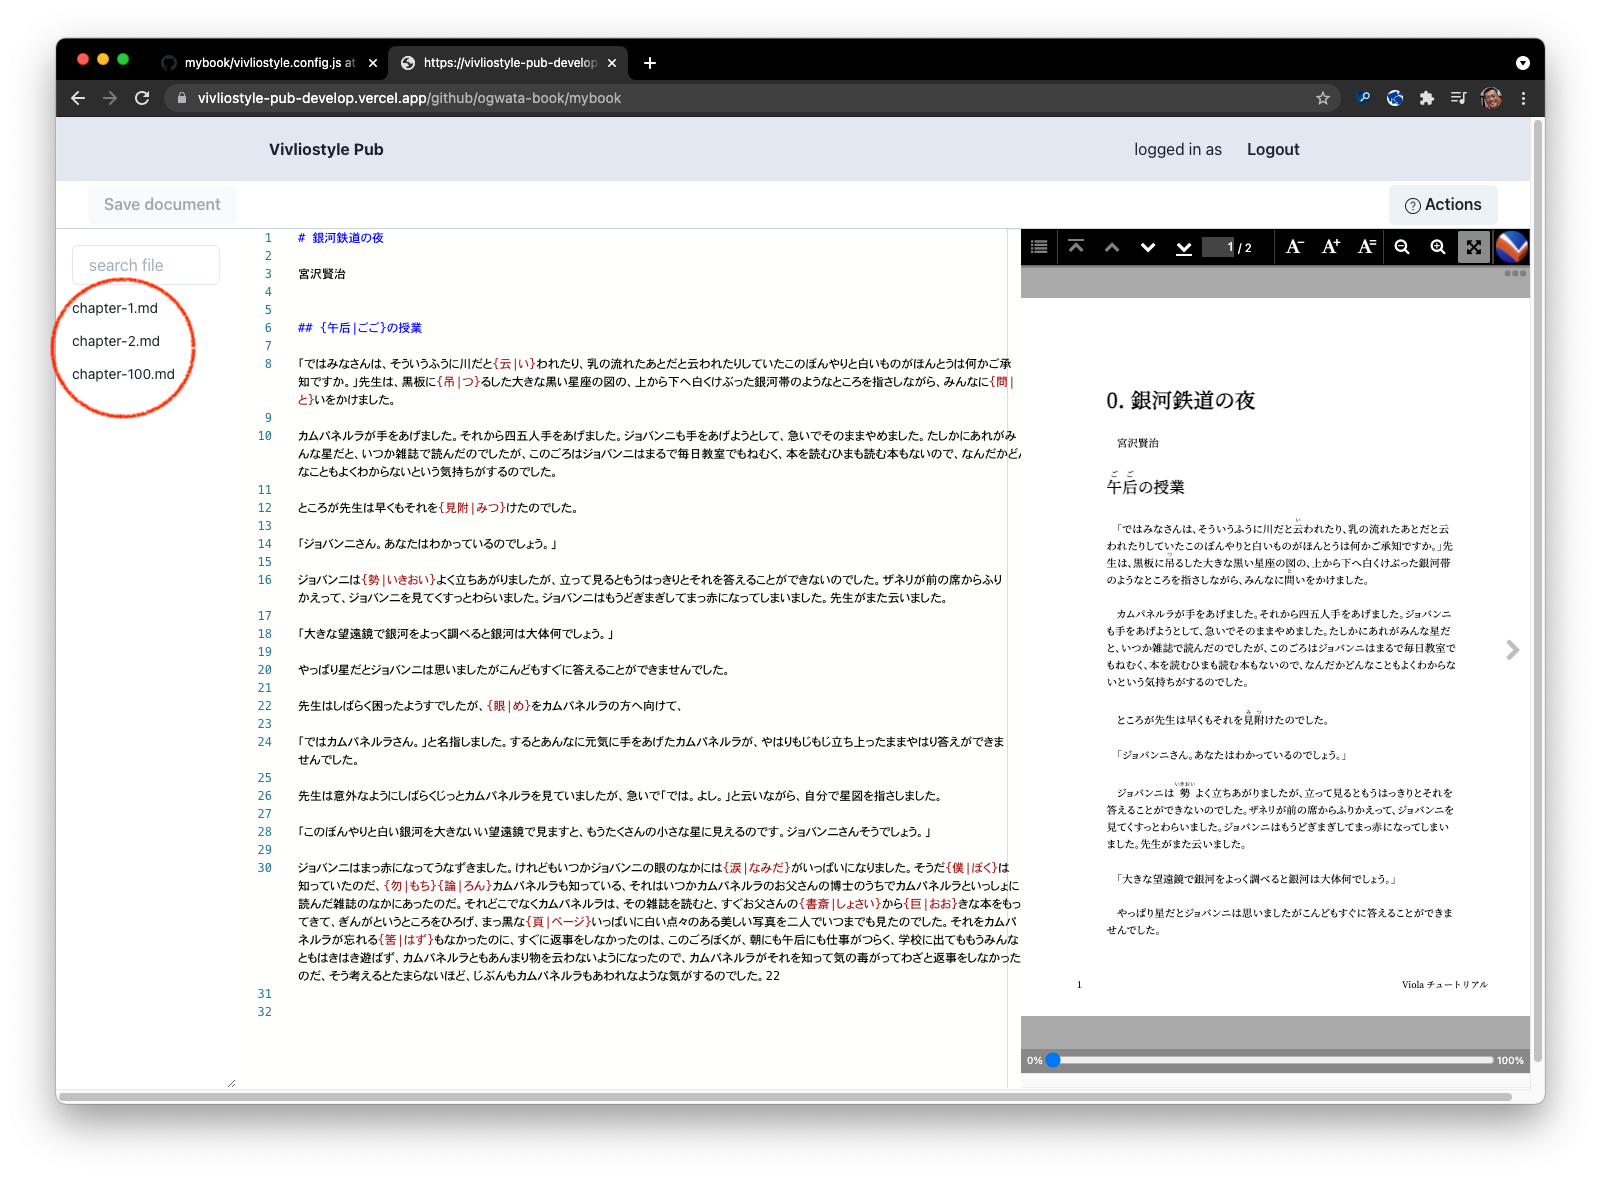 mybook/vivliostyle.config.js at
https://vivliostyle-pub-develop
vivliostyle-pub-develop.vercel.app/github/ogwata-book/mybook
Vivliostyle Pub
logged in as
Logout
Save document
Actions
search file
chapter-1.md
chapter-2.md
chapter-100.md
1 # 銀河鉄道の夜
2
3 宮沢賢治
4
5
6 ## {午后|ごご}の授業
7
8 「ではみなさんは、そういうふうに川だと{云|い}われたり、乳の流れたあとだと云われたりしていたこのぼんやりと白いものがほんとうは何かご承
知ですか。」先生は、黒板に{吊|つ}るした大きな黒い星座の図の、上から下へ白くけぶった銀河帯のようなところを指さしながら、みんなに{問|
と}いをかけました。
9
10 カムパネルラが手をあげました。それから四五人手をあげました。ジョバンニも手をあげようとして、急いでそのままやめました。たしかにあれがみ
んな星だと、いつか雑誌で読んだのでしたが、このごろはジョバンニはまるで毎日教室でもねむく、本を読むひまも読む本もないので、なんだかどん
なこともよくわからないという気持ちがするのでした。
11
12 ところが先生は早くもそれを{見附|みつ}けたのでした。
13
14 「ジョバンニさん。あなたはわかっているのでしょう。」
15
16 ジョバンニは{勢|いきおい}よく立ちあがりましたが、立って見るともうはっきりとそれを答えることができないのでした。ザネリが前の席からふり
かえって、ジョバンニを見てくすっとわらいました。ジョバンニはもうどぎまぎしてまっ赤になってしまいました。先生がまた云いました。
17
18 「大きな望遠鏡で銀河をよっく調べると銀河は大体何でしょう。」
19
20 やっぱり星だとジョバンニは思いましたがこんどもすぐに答えることができませんでした。
21
22 先生はしばらく困ったようすでしたが、{眼|め}をカムパネルラの方へ向けて、
23
24 「ではカムパネルラさん。」と名指しました。するとあんなに元気に手をあげたカムパネルラが、やはりもじもじ立ち上ったままやはり答えができま
せんでした。
25
26 先生は意外なようにしばらくじっとカムパネルラを見ていましたが、急いで「では。よし。」と云いながら、自分で星図を指さしました。
27
28 「このぼんやりと白い銀河を大きないい望遠鏡で見ますと、もうたくさんの小さな星に見えるのです。ジョバンニさんそうでしょう。」
29
30 ジョバンニはまっ赤になってうなずきました。けれどもいつかジョバンニの眼のなかには{涙|なみだ}がいっぱいになりました。そうだ{僕|ぼく}は
知っていたのだ、{勿|もち}{論|ろん}カムパネルラも知っている、それはいつかカムパネルラのお父さんの博士のうちでカムパネルラといっしょに
読んだ雑誌のなかにあったのだ。それどこでなくカムパネルラは、その雑誌を読むと、すぐお父さんの{書斎|しょさい}から{巨|おお}きな本をもっ
てきて、ぎんがというところをひろげ、まっ黒な{頁|ページ}いっぱいに白い点々のある美しい写真を二人でいつまでも見たのでした。それをカムパ
ネルラが忘れる{筈|はず}もなかったのに、すぐに返事をしなかったのは、このごろぼくが、朝にも午后にも仕事がつらく、学校に出てももうみんな
ともはきはき遊ばず、カムパネルラともあんまり物を云わないようになったので、カムパネルラがそれを知って気の毒がってわざと返事をしなかった
のだ、そう考えるとたまらないほど、じぶんもカムパネルラもあわれなような気がするのでした。22
31
32
1 / 2
A- A+ A=
0. 銀河鉄道の夜
宮沢賢治
ごご
午后の授業
い
「ではみなさんは、そういうふうに川だと云われたり、乳の流れたあとだと云
われたりしていたこのぼんやりと白いものがほんとうは何かご承知ですか。」先
つ
生は、黒板に吊るした大きな黒い星座の図の、上から下へ白くけぶった銀河帯
と
のようなところを指さしながら、みんなに問いをかけました。
カムパネルラが手をあげました。それから四五人手をあげました。ジョバンニ
も手をあげようとして、急いでそのままやめました。たしかにあれがみんな星だ
と、いつか雑誌で読んだのでしたが、このごろはジョバンニはまるで毎日教室で
もねむく、本を読むひまも読む本もないので、なんだかどんなこともよくわからな
いという気持ちがするのでした。
みつ
ところが先生は早くもそれを見附けたのでした。
「ジョバンニさん。あなたはわかっているのでしょう。」
いきおい
ジョバンニは 勢 よく立ちあがりましたが、立って見るともうはっきりとそれを
答えることができないのでした。ザネリが前の席からふりかえって、ジョバンニを
見てくすっとわらいました。ジョバンニはもうどぎまぎしてまっ赤になってしまい
ました。先生がまた云いました。
「大きな望遠鏡で銀河をよっく調べると銀河は大体何でしょう。」
やっぱり星だとジョバンニは思いましたがこんどもすぐに答えることができま
せんでした。
1
Viola チュートリアル
0%
100%